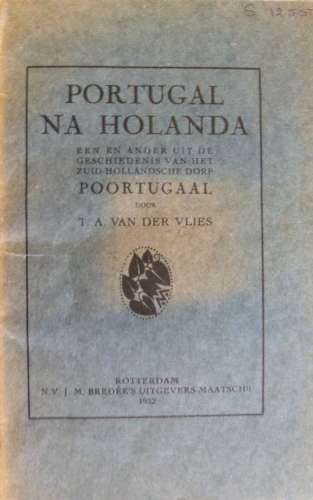 PORTUGAL
NA HOLANDA
EEN EN ANDER UIT DE
GESCHIEDENIS VAN HET
ZUID-HOLLANDSCHE DORP
POORTUGAAL
DOOR
T. A. VAN DER VLIES
ROTTERDAM
N.V. J. M. BREDÉE'S UITGEVERS-MAATSCHIJ
1932